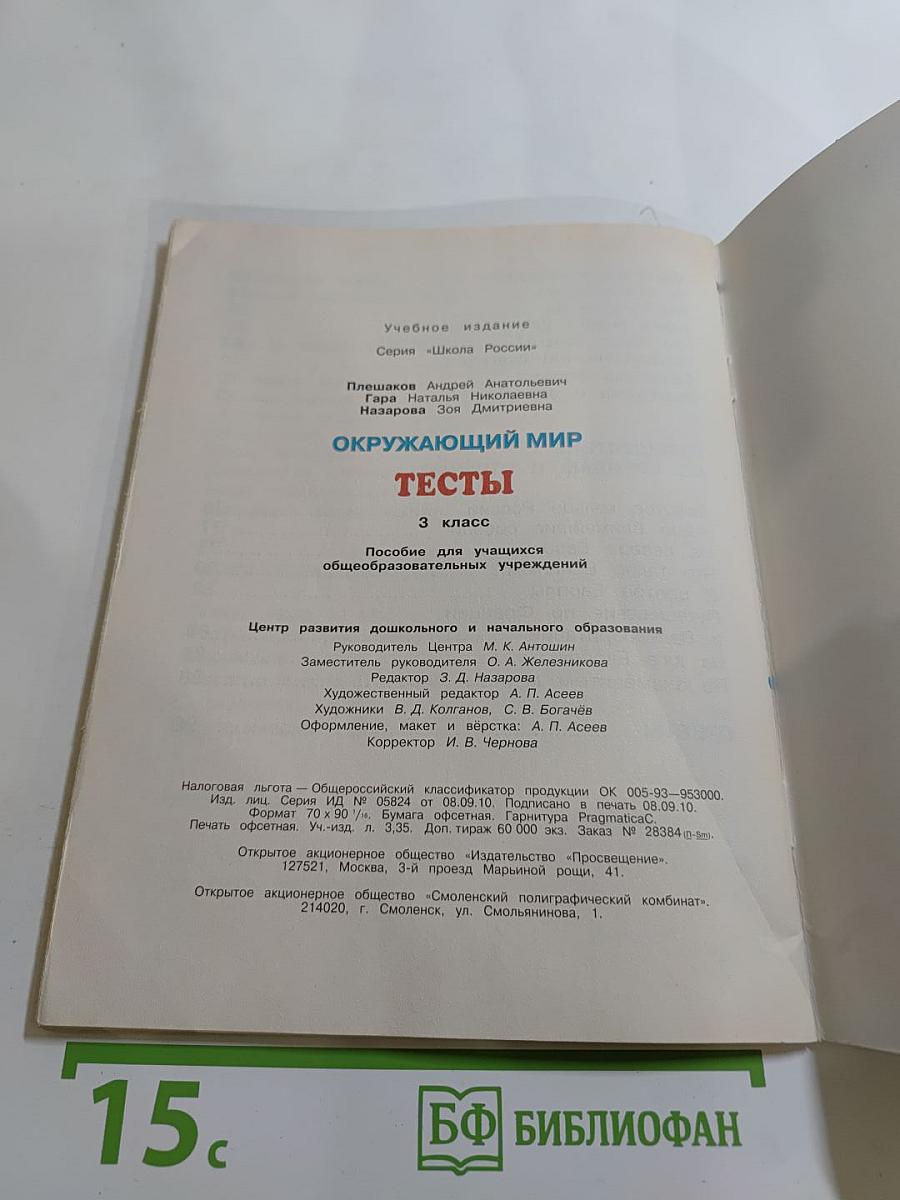 Учебное издание
Серия «Школа России»
Плешаков Андрей Анатольевич
Гара Наталья Николаевна
Назарова Зоя Дмитриевна
ОКРУЖАЮЩИЙ МИР
ТЕСТЫ
3 класс
Пособие для учащихся
общеобразовательных учреждений
Центр развития дошкольного и начального образования
Руководитель Центра М. К. Антошин
Заместитель руководителя О. А. Железникова
Редактор З. Д. Назарова
Художественный редактор А. П. Асеев
Художники В. Д. Колганов, С. В. Богачёв
Оформление, макет и вёрстка: А. П. Асеев
Корректор И. В. Чернова
Налоговая льгота — Общероссийский классификатор продукции ОК 005-93—953000.
Изд. лиц. Серия ИД № 05824 от 08.09.10. Подписано в печать 08.09.10.
Формат 70 х 90 1/16. Бумага офсетная. Гарнитура PragmaticaC.
Печать офсетная. Уч.-изд. л. 3,35. Доп. тираж 60 000 экз. Заказ № 28384 (п-Sm).
Открытое акционерное общество «Издательство «Просвещение».
127521, Москва, 3-й проезд Марьиной рощи, 41.
Открытое акционерное общество «Смоленский полиграфический комбинат».
214020, г. Смоленск, ул. Смольянинова, 1.
15 с
БФ БИБЛИОФАН